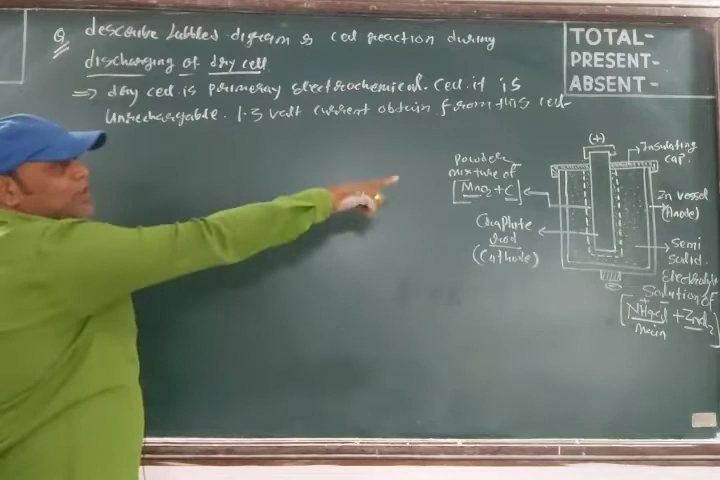 Q. describe labbled digram & cell reaction during
discharging of dry cell
⇒ dry cell is primeray electrochemical. Cell. it is
Unrechargable. 1.5 volt current obtain from this cell
TOTAL-
PRESENT-
ABSENT-
(+)
Insulating
cap.
powder
mixture of
[MnO2 + C]
Graphite
rod
(Cathode)
Zn vessel
(Anode)
Semi
solid.
Electrolyte
Solution of
[NH4Cl + ZnCl2]
main